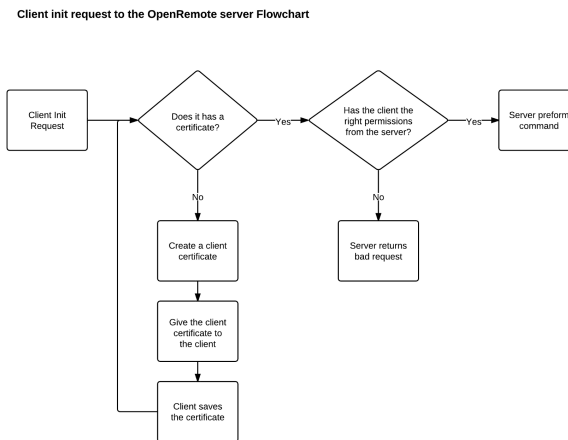 Client init request to the OpenRemote server Flowchart
Client Init
Request
Does it has a
certificate?
Yes
Has the client the
right permissions
from the server?
Yes
Server preform
command
No
No
Create a client
certificate
Server returns
bad request
Give the client
certificate to
the client
Client saves
the certificate